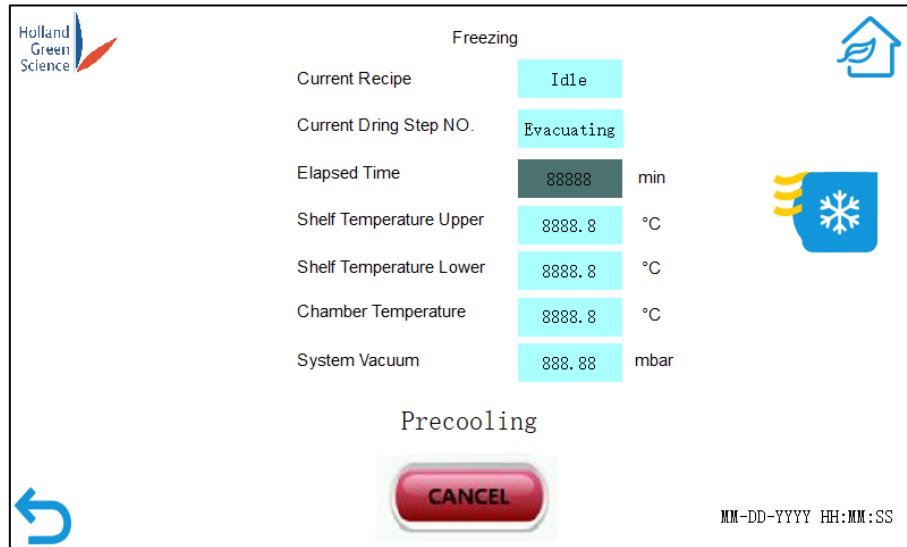 Holland
Green
Science
Freezing
Current Recipe Idle
Current Dring Step NO. Evacuating
Elapsed Time 88888 min
Shelf Temperature Upper 8888.8 °C
Shelf Temperature Lower 8888.8 °C
Chamber Temperature 8888.8 °C
System Vacuum 888.88 mbar
Precooling
CANCEL
MM-DD-YYYY HH:MM:SS